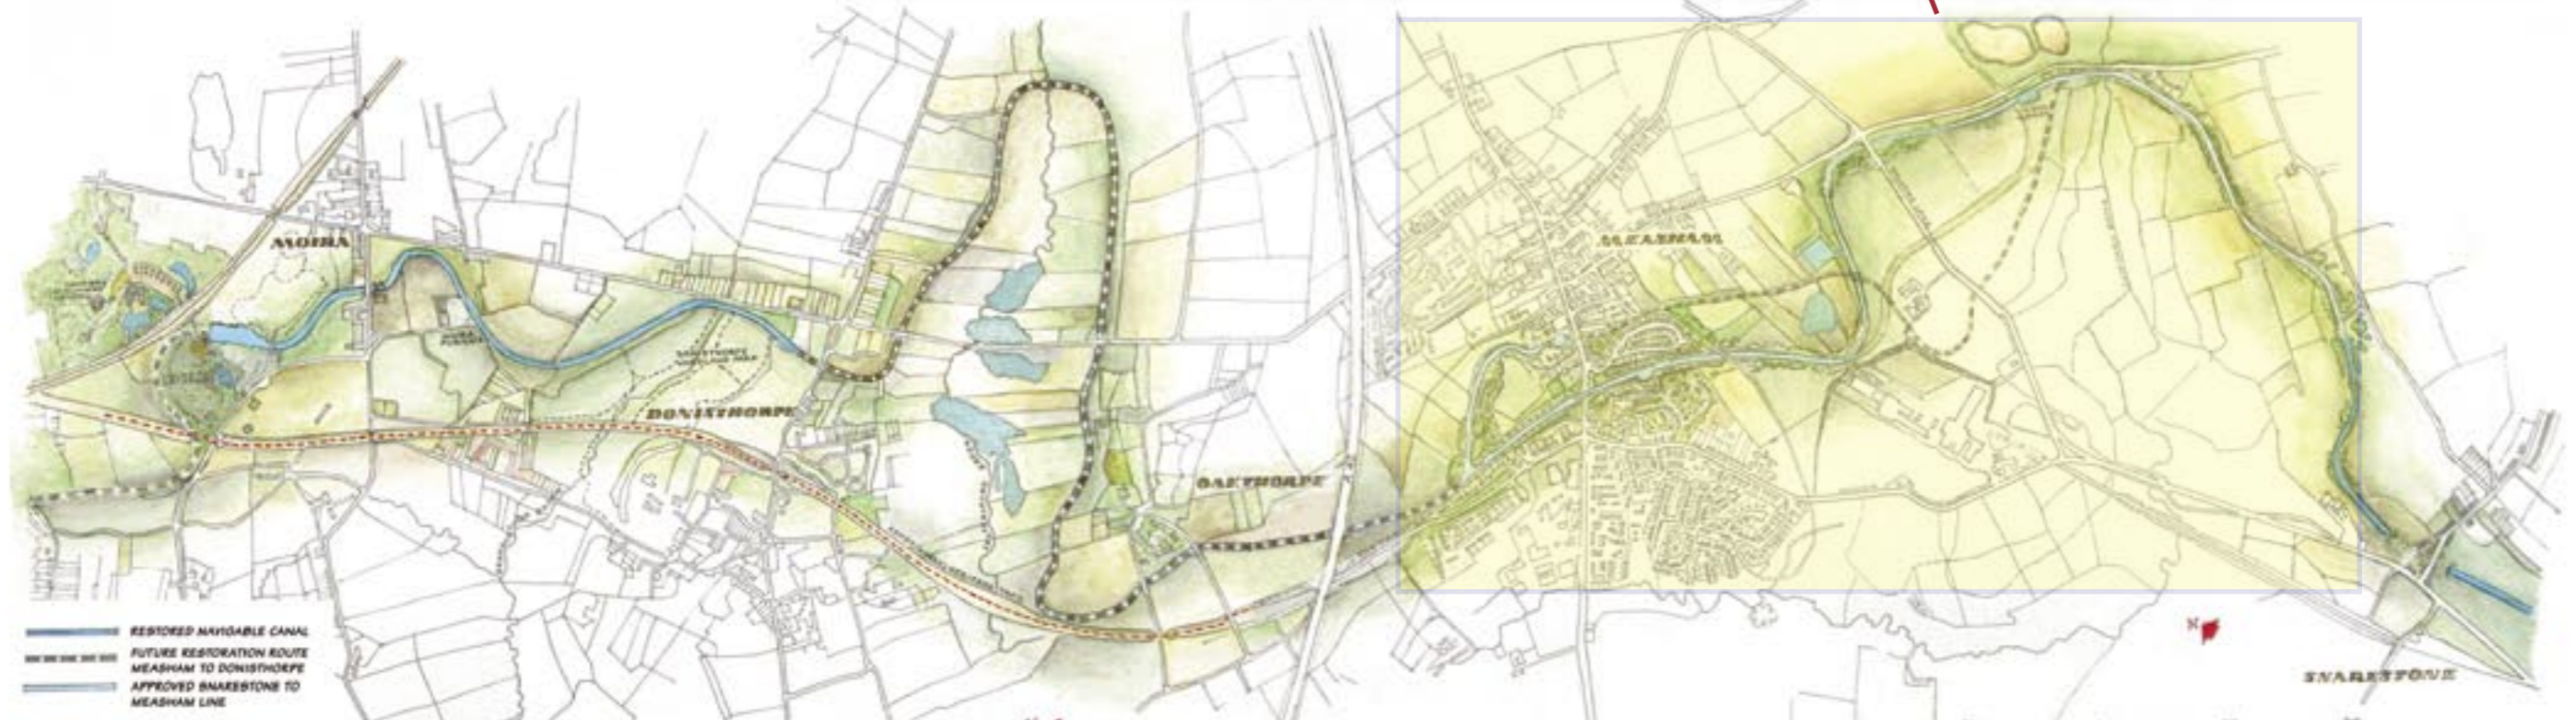 MOIRA
MEASHAM
DONISTHORPE
OAKTHORPE
SNARESTONE
N
RESTORED NAVIGABLE CANAL
FUTURE RESTORATION ROUTE
MEASHAM TO DONISTHORPE
APPROVED SNARESTONE TO
MEASHAM LINE